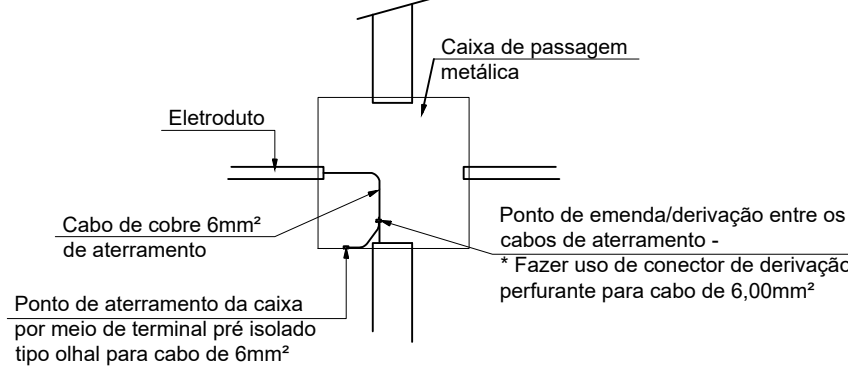 Caixa de passagem
metálica
Eletroduto
Cabo de cobre 6mm²
de aterramento
Ponto de emenda/derivação entre os
cabos de aterramento -
* Fazer uso de conector de derivação
perfurante para cabo de 6,00mm²
Ponto de aterramento da caixa
por meio de terminal pré isolado
tipo olhal para cabo de 6mm²